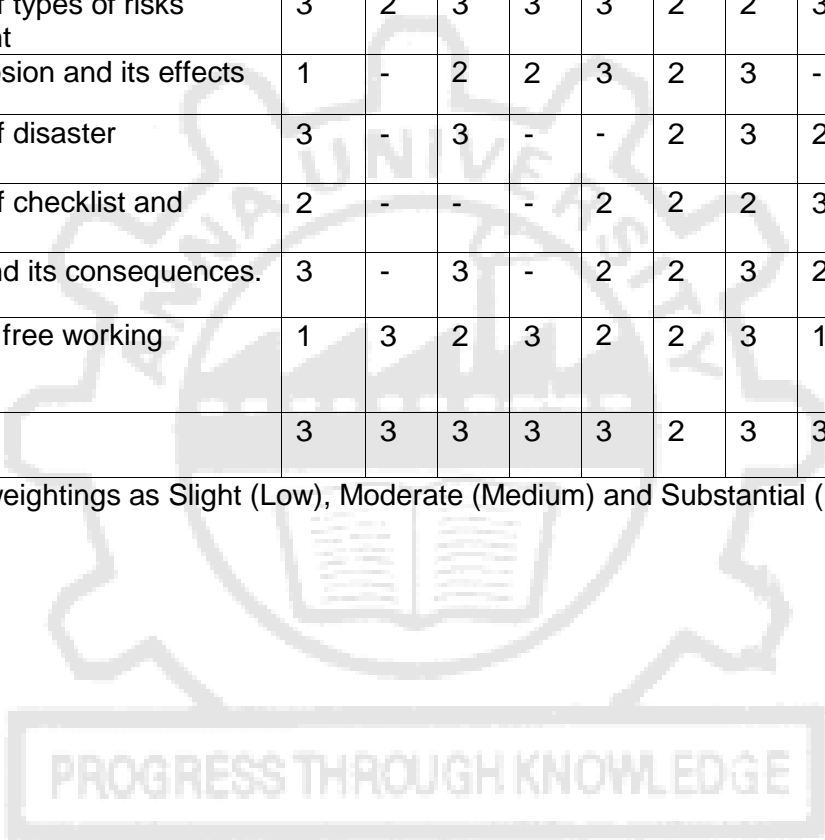 f types of risks 3 2 3 3 3 2 2 3
nt
osion and its effects 1 - 2 2 3 2 3 -
f disaster 3 - 3 - - 2 3 2
f checklist and 2 - - - 2 2 2 3
nd its consequences. 3 - 3 - 2 2 3 2
free working 1 3 2 3 2 2 3 1
3 3 3 3 3 2 3 3
weightings as Slight (Low), Moderate (Medium) and Substantial (
ANNA UNIVERSITY
PROGRESS THROUGH KNOWLEDGE